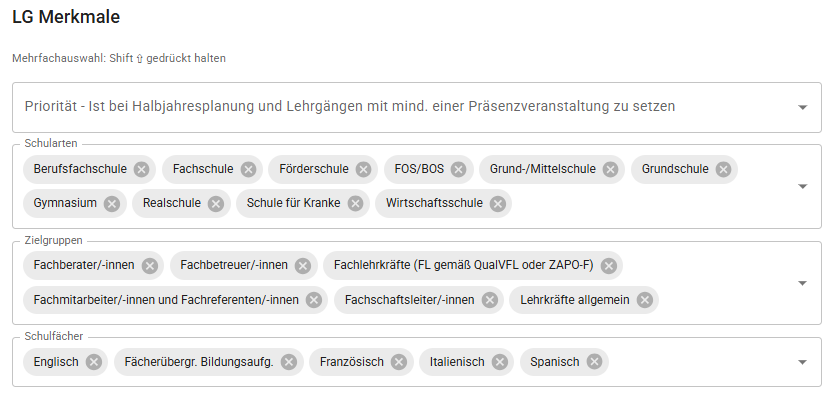 LG Merkmale
Mehrfachauswahl: Shift ⇧ gedrückt halten
Priorität - Ist bei Halbjahresplanung und Lehrgängen mit mind. einer Präsenzveranstaltung zu setzen
Schularten
Berufsfachschule Fachschule Förderschule FOS/BOS Grund-/Mittelschule Grundschule
Gymnasium Realschule Schule für Kranke Wirtschaftsschule
Zielgruppen
Fachberater/-innen Fachbetreuer/-innen Fachlehrkräfte (FL gemäß QualVFL oder ZAPO-F)
Fachmitarbeiter/-innen und Fachreferenten/-innen Fachschaftsleiter/-innen Lehrkräfte allgemein
Schulfächer
Englisch Fächerübergr. Bildungsaufg. Französisch Italienisch Spanisch